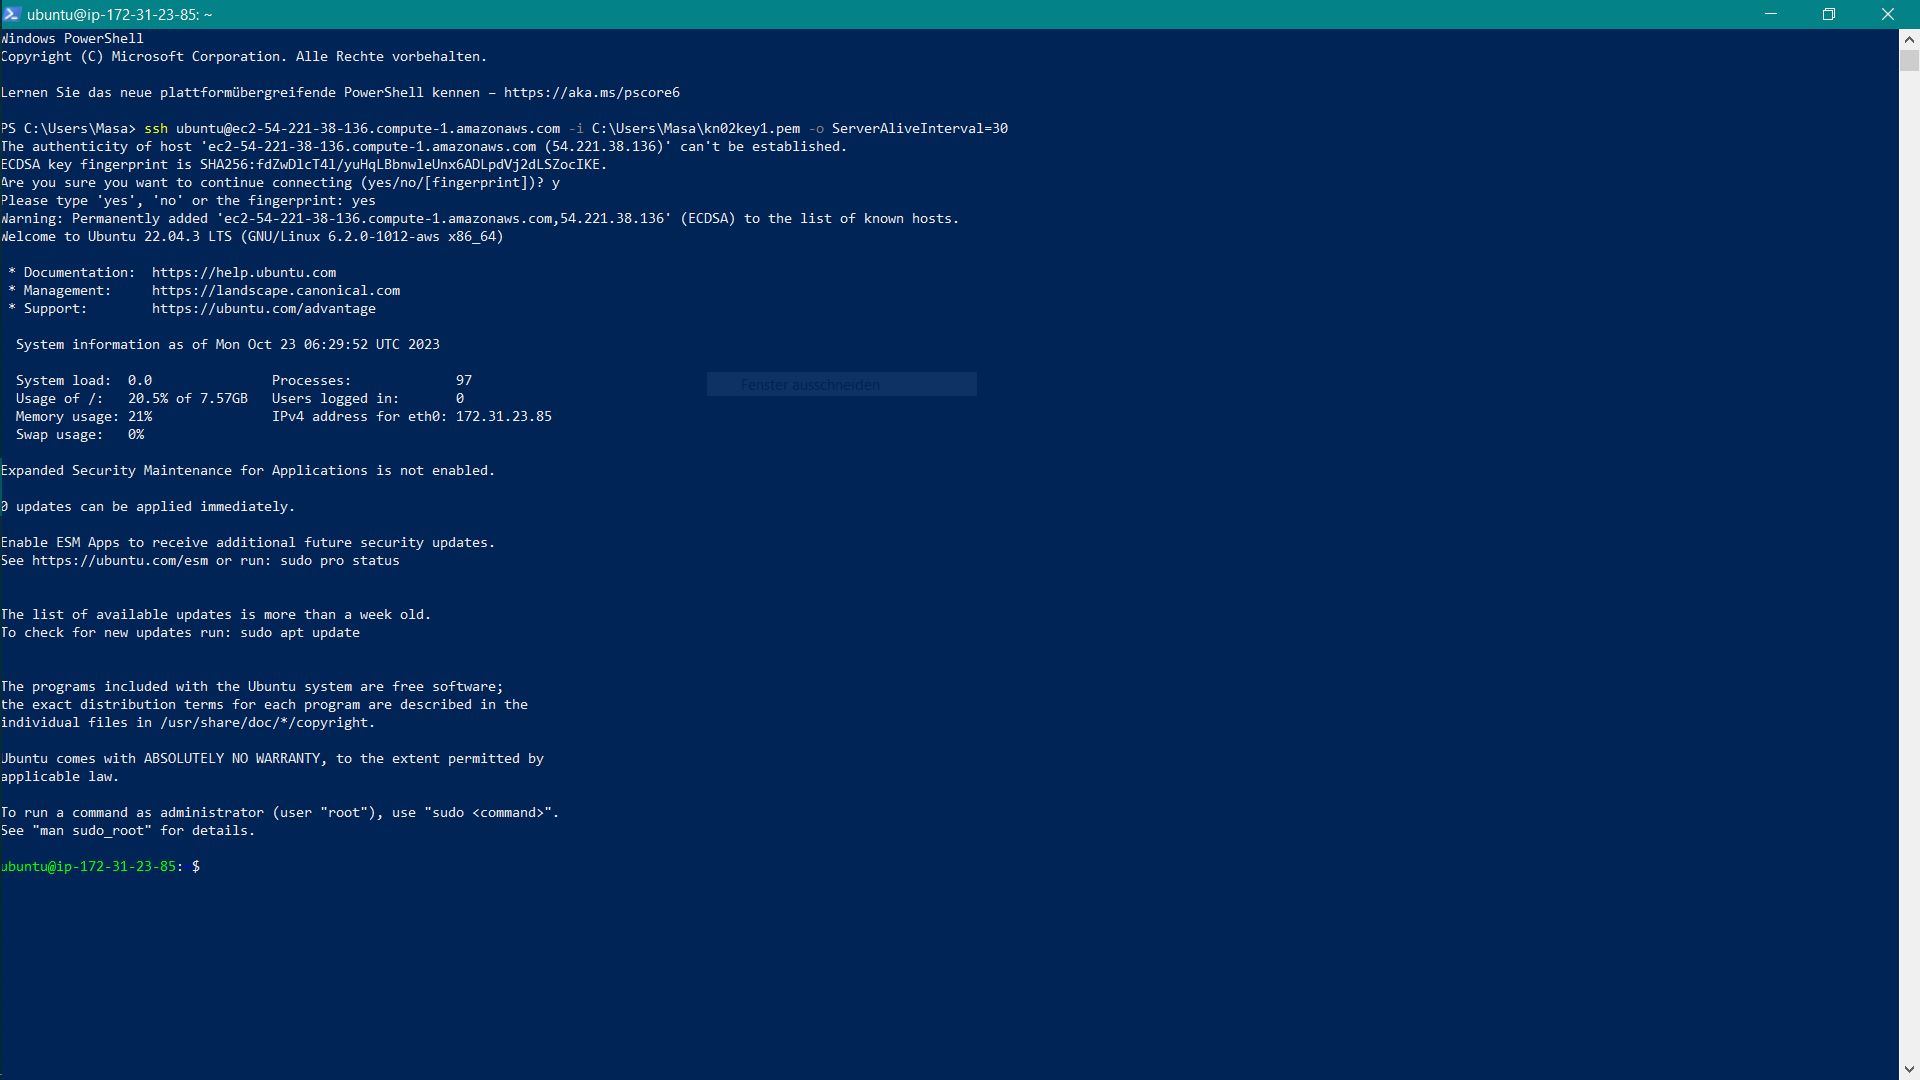 ubuntu@ip-172-31-23-85: ~
Windows PowerShell
Copyright (C) Microsoft Corporation. Alle Rechte vorbehalten.
Lernen Sie das neue plattformübergreifende PowerShell kennen – https://aka.ms/pscore6
PS C:\Users\Masa> ssh ubuntu@ec2-54-221-38-136.compute-1.amazonaws.com -i C:\Users\Masa\kn02key1.pem -o ServerAliveInterval=30
The authenticity of host 'ec2-54-221-38-136.compute-1.amazonaws.com (54.221.38.136)' can't be established.
ECDSA key fingerprint is SHA256:fdZwDlcT4l/yuHqLBbnwleUnx6ADLpdVj2dLSZocIKE.
Are you sure you want to continue connecting (yes/no/[fingerprint])? y
Please type 'yes', 'no' or the fingerprint: yes
Warning: Permanently added 'ec2-54-221-38-136.compute-1.amazonaws.com,54.221.38.136' (ECDSA) to the list of known hosts.
Welcome to Ubuntu 22.04.3 LTS (GNU/Linux 6.2.0-1012-aws x86_64)
* Documentation:  https://help.ubuntu.com
* Management:     https://landscape.canonical.com
* Support:        https://ubuntu.com/advantage
System information as of Mon Oct 23 06:29:52 UTC 2023
System load:  0.0               Processes:             97
Fenster ausschneiden
Usage of /:   20.5% of 7.57GB   Users logged in:       0
Memory usage: 21%               IPv4 address for eth0: 172.31.23.85
Swap usage:   0%
Expanded Security Maintenance for Applications is not enabled.
0 updates can be applied immediately.
Enable ESM Apps to receive additional future security updates.
See https://ubuntu.com/esm or run: sudo pro status
The list of available updates is more than a week old.
To check for new updates run: sudo apt update
The programs included with the Ubuntu system are free software;
the exact distribution terms for each program are described in the
individual files in /usr/share/doc/*/copyright.
Ubuntu comes with ABSOLUTELY NO WARRANTY, to the extent permitted by
applicable law.
To run a command as administrator (user "root"), use "sudo <command>".
See "man sudo_root" for details.
ubuntu@ip-172-31-23-85: $